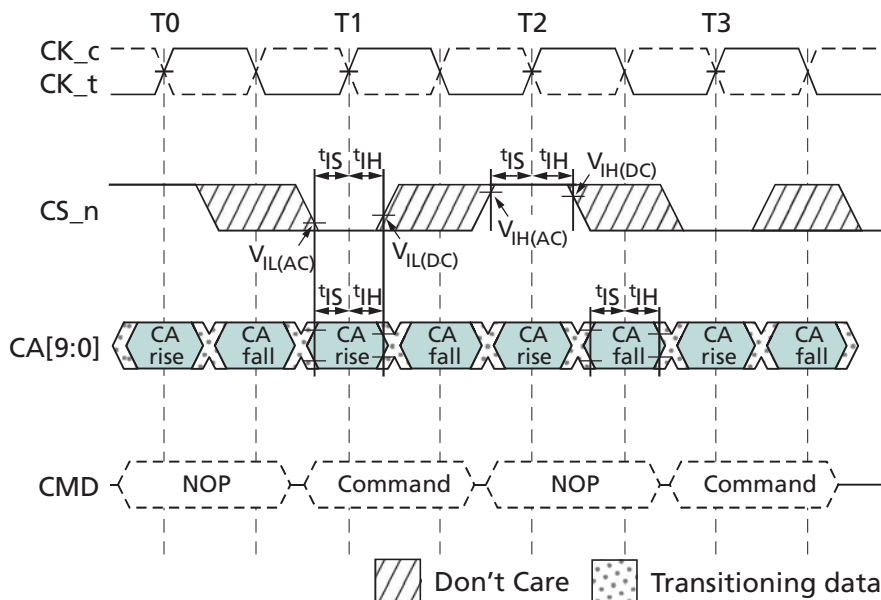 T0 T1 T2 T3
CK_c
CK_t
tIS tIH tIS tIH VIH(DC)
CS_n
VIL(AC) VIL(DC) VIH(AC)
tIS tIH tIS tIH
CA[9:0]
CA rise CA fall CA rise CA fall CA rise CA fall CA rise CA fall
CMD NOP Command NOP Command
Don't Care Transitioning data